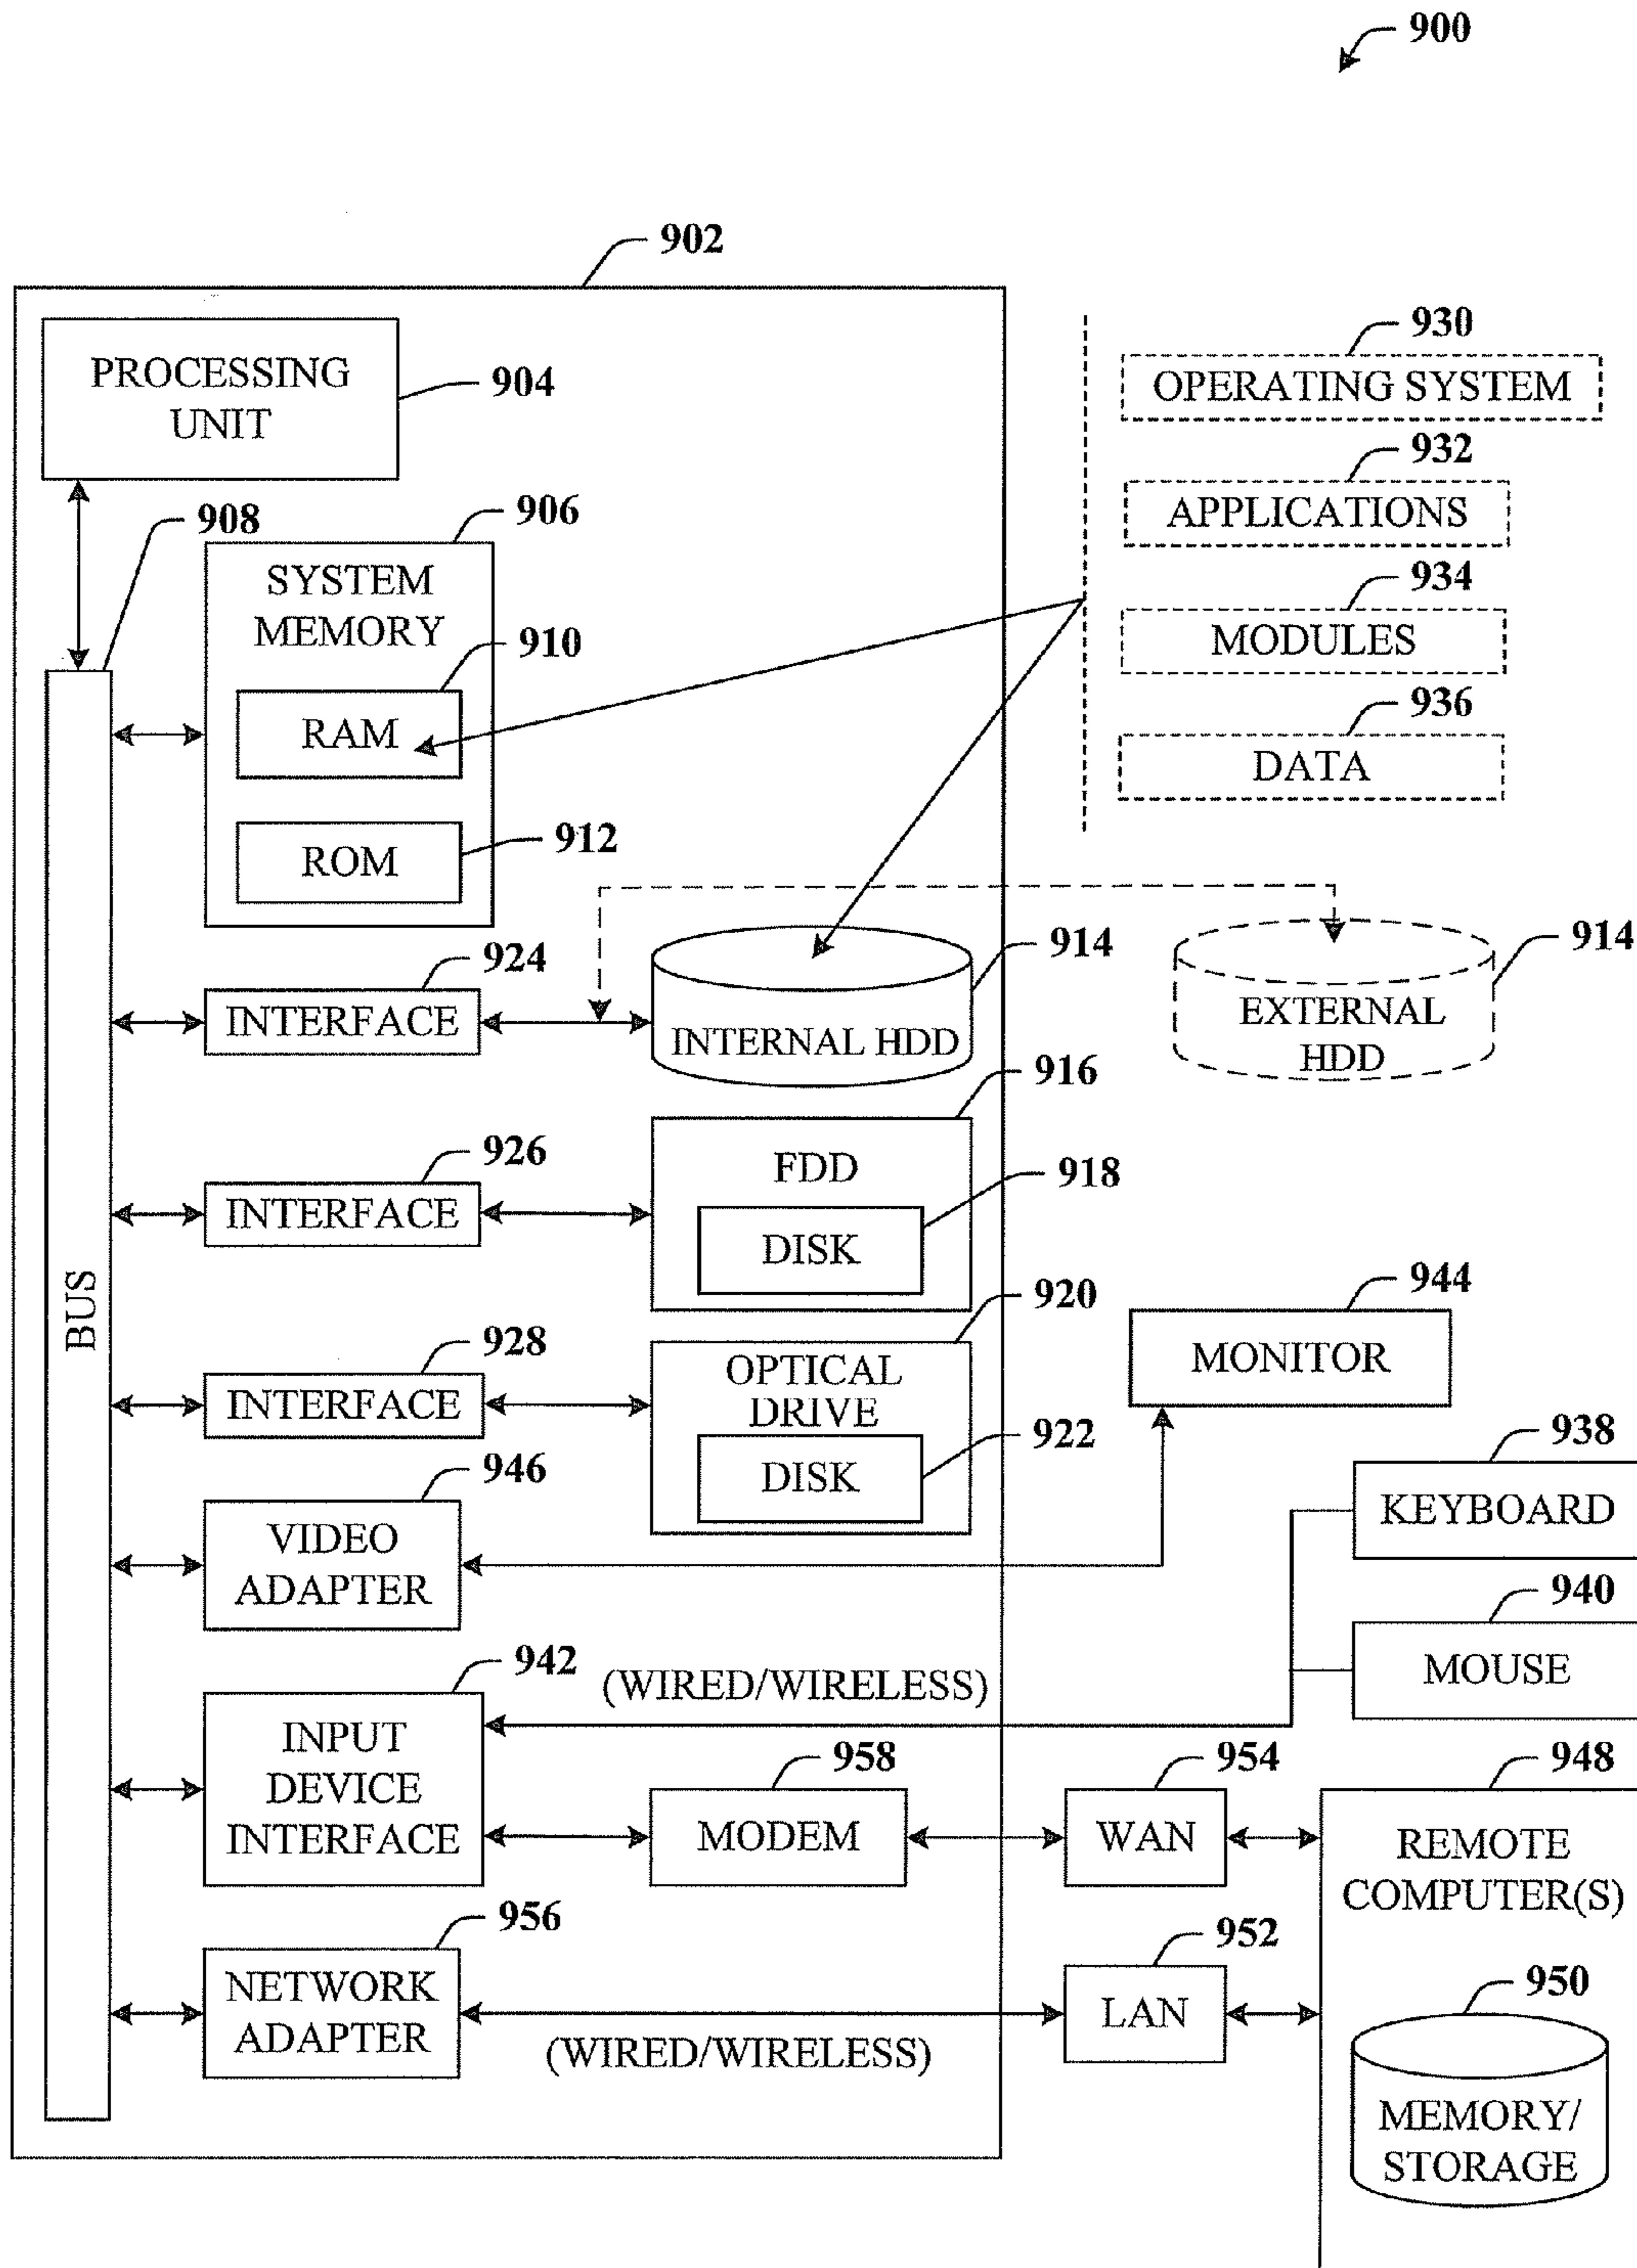 900
902
PROCESSING
UNIT
904
930
OPERATING SYSTEM
932
APPLICATIONS
934
MODULES
936
DATA
908
906
SYSTEM
MEMORY
910
RAM
912
ROM
924
INTERFACE
914
INTERNAL HDD
914
EXTERNAL
HDD
916
926
INTERFACE
FDD
918
DISK
BUS
920
928
INTERFACE
OPTICAL
DRIVE
922
DISK
944
MONITOR
946
VIDEO
ADAPTER
938
KEYBOARD
940
MOUSE
942
(WIRED/WIRELESS)
INPUT
DEVICE
INTERFACE
958
MODEM
954
WAN
948
REMOTE
COMPUTER(S)
956
NETWORK
ADAPTER
(WIRED/WIRELESS)
952
LAN
950
MEMORY/
STORAGE